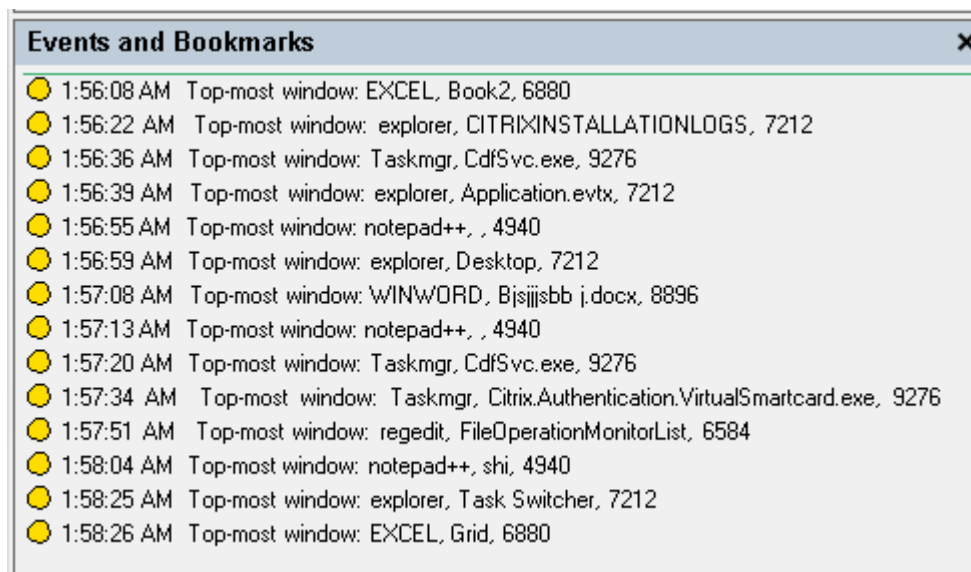 Events and Bookmarks
1:56:08 AM Top-most window: EXCEL, Book2, 6880
1:56:22 AM Top-most window: explorer, CITRIXINSTALLATIONLOGS, 7212
1:56:36 AM Top-most window: Taskmgr, CdfSvc.exe, 9276
1:56:39 AM Top-most window: explorer, Application.evtx, 7212
1:56:55 AM Top-most window: notepad++, , 4940
1:56:59 AM Top-most window: explorer, Desktop, 7212
1:57:08 AM Top-most window: WINWORD, Bjsjjjsbb j.docx, 8896
1:57:13 AM Top-most window: notepad++, , 4940
1:57:20 AM Top-most window: Taskmgr, CdfSvc.exe, 9276
1:57:34 AM Top-most window: Taskmgr, Citrix.Authentication.VirtualSmartcard.exe, 9276
1:57:51 AM Top-most window: regedit, FileOperationMonitorList, 6584
1:58:04 AM Top-most window: notepad++, shi, 4940
1:58:25 AM Top-most window: explorer, Task Switcher, 7212
1:58:26 AM Top-most window: EXCEL, Grid, 6880